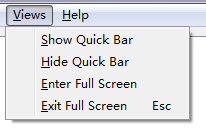 Views Help
Show Quick Bar
Hide Quick Bar
Enter Full Screen
Exit Full Screen Esc